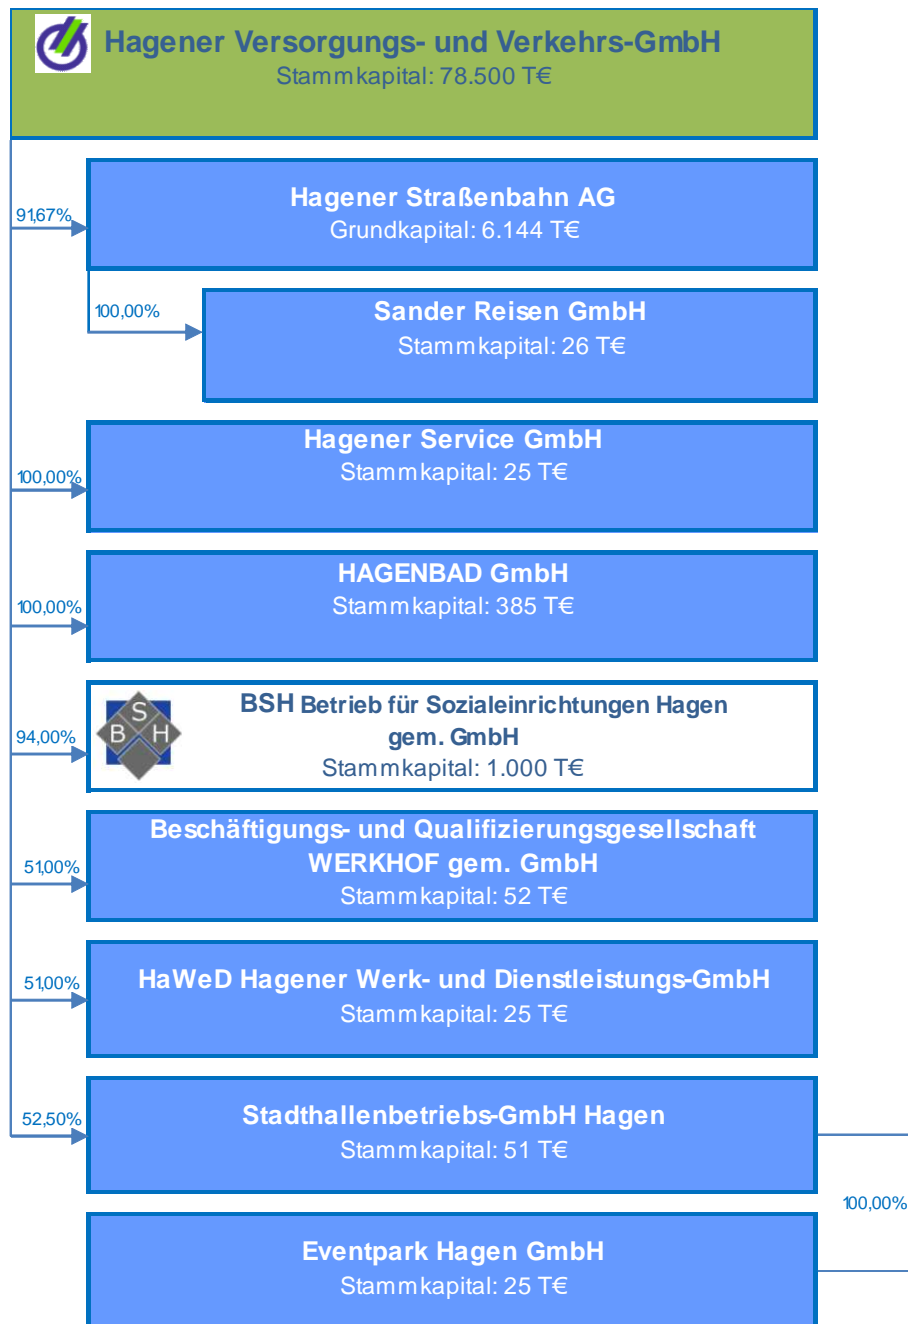 Hagener Versorgungs- und Verkehrs-GmbH
Stammkapital: 78.500 T€
91,67%
Hagener Straßenbahn AG
Grundkapital: 6.144 T€
100,00%
Sander Reisen GmbH
Stammkapital: 26 T€
100,00%
Hagener Service GmbH
Stammkapital: 25 T€
100,00%
HAGENBAD GmbH
Stammkapital: 385 T€
94,00%
S
B H
BSH Betrieb für Sozialeinrichtungen Hagen
gem. GmbH
Stammkapital: 1.000 T€
51,00%
Beschäftigungs- und Qualifizierungsgesellschaft
WERKHOF gem. GmbH
Stammkapital: 52 T€
51,00%
HaWeD Hagener Werk- und Dienstleistungs-GmbH
Stammkapital: 25 T€
52,50%
Stadthallenbetriebs-GmbH Hagen
Stammkapital: 51 T€
100,00%
Eventpark Hagen GmbH
Stammkapital: 25 T€